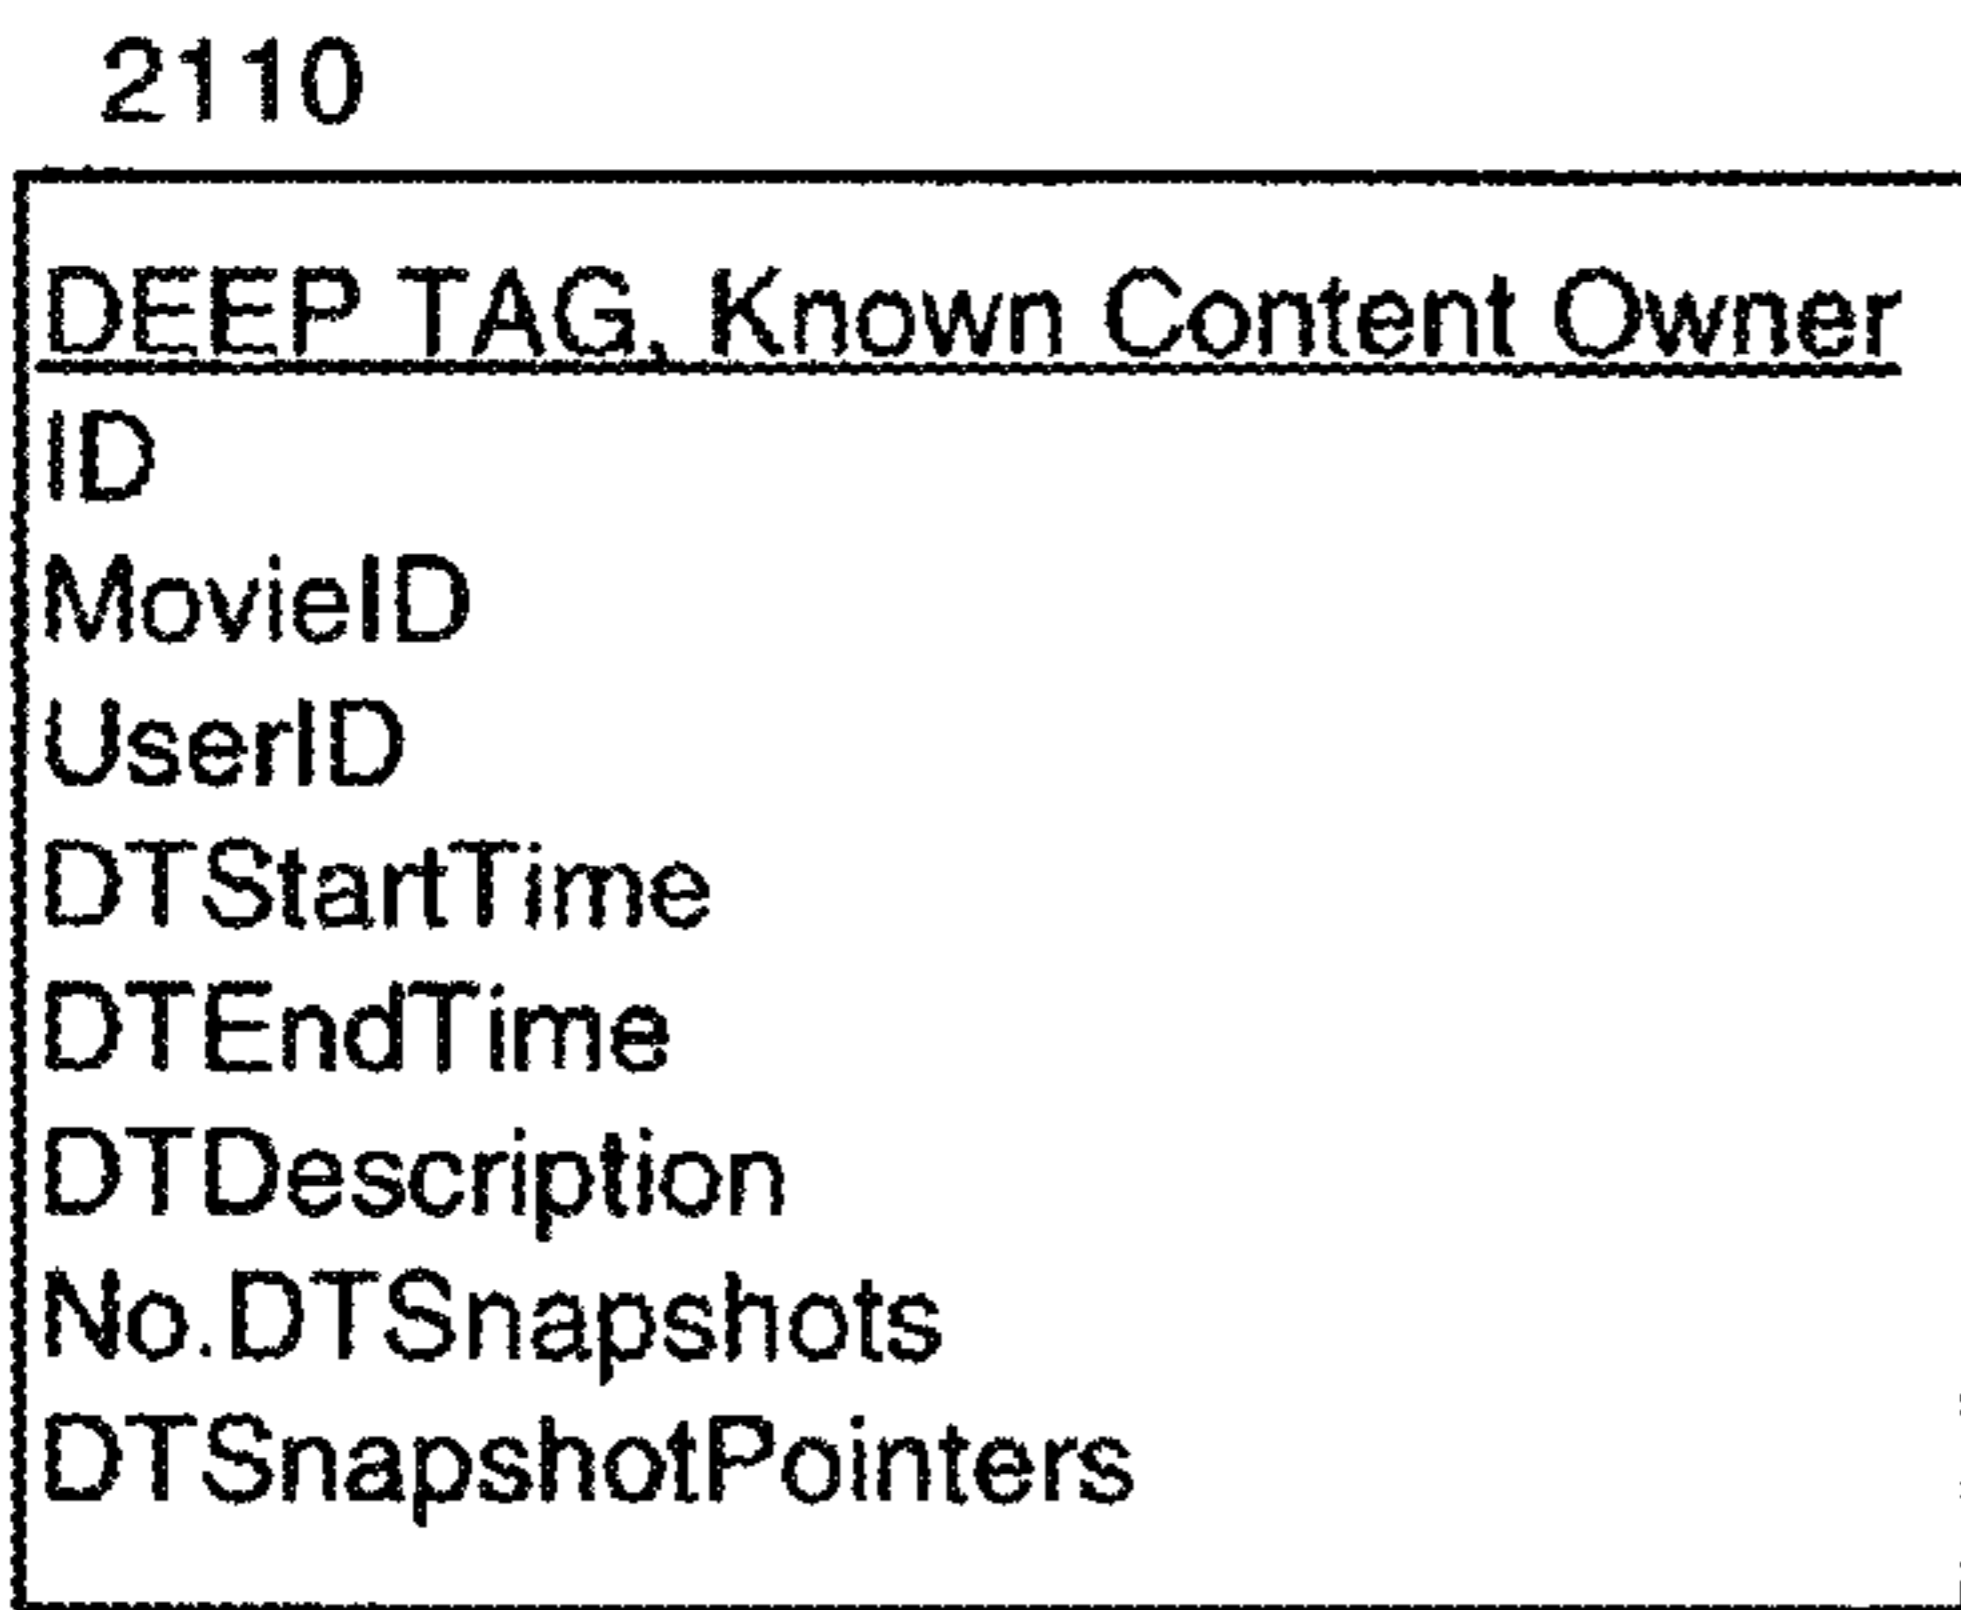 2110
DEEP TAG, Known Content Owner
ID
MovieID
UserID
DTStartTime
DTEndTime
DTDescription
No.DTSnapshots
DTSnapshotPointers